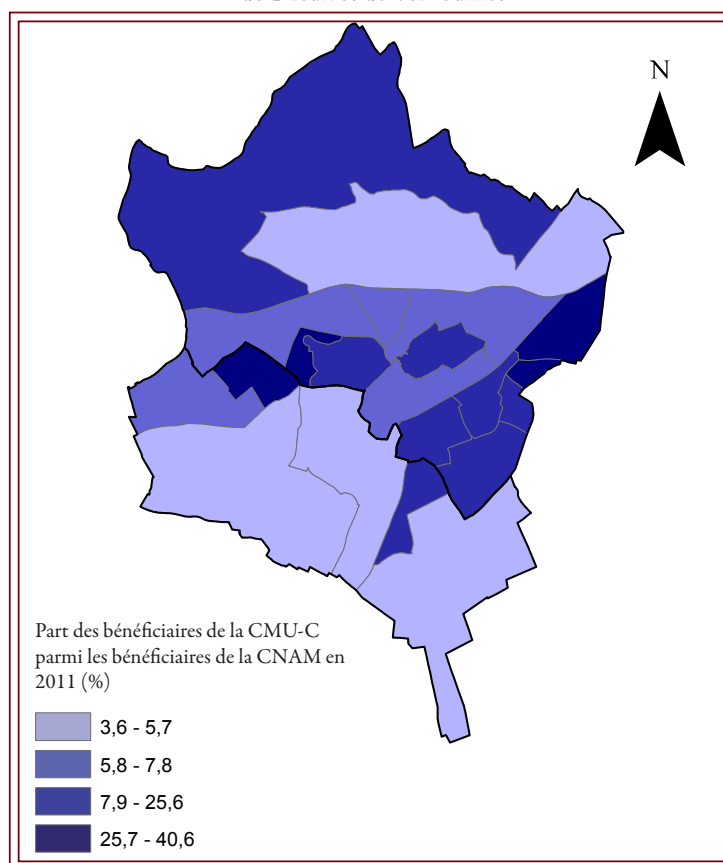 N
Part des bénéficiaires de la CMU-C
parmi les bénéficiaires de la CNAM en
2011 (%)
3,6 - 5,7
5,8 - 7,8
7,9 - 25,6
25,7 - 40,6